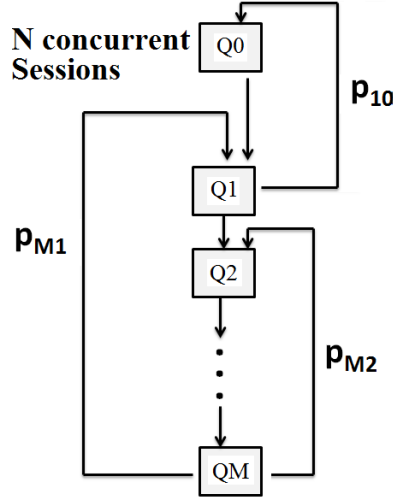 N concurrent
Sessions
Q0
p10
Q1
pM1
Q2
pM2
QM